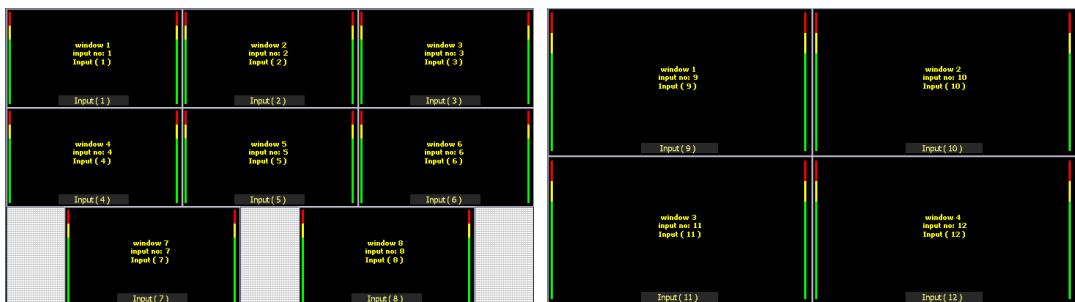 window 1
input no: 1
Input ( 1 )
Input( 1 )
window 2
input no: 2
Input ( 2 )
Input( 2 )
window 3
input no: 3
Input ( 3 )
Input( 3 )
window 4
input no: 4
Input ( 4 )
Input( 4 )
window 5
input no: 5
Input ( 5 )
Input( 5 )
window 6
input no: 6
Input ( 6 )
Input( 6 )
window 7
input no: 7
Input ( 7 )
Input( 7 )
window 8
input no: 8
Input ( 8 )
Input( 8 )
window 1
input no: 9
Input ( 9 )
Input( 9 )
window 2
input no: 10
Input ( 10 )
Input( 10 )
window 3
input no: 11
Input ( 11 )
Input( 11 )
window 4
input no: 12
Input ( 12 )
Input( 12 )